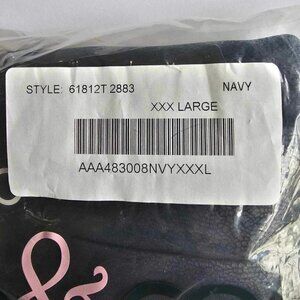 STYLE: 61812T 2883 NAVY
XXX LARGE
AAA483008NVYXXXL
&